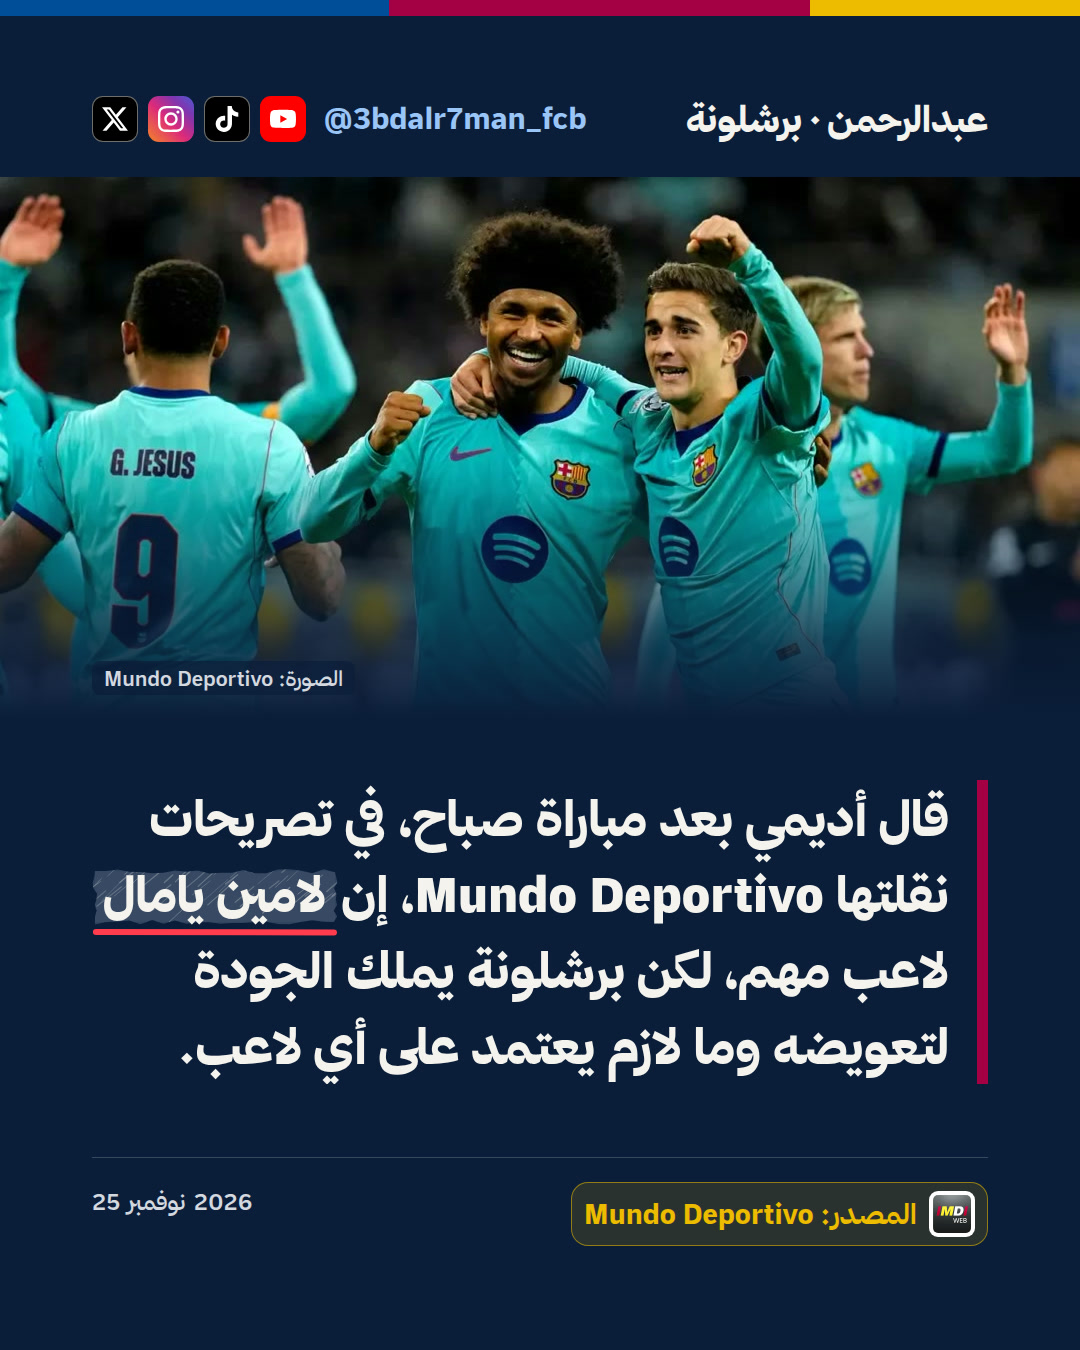 عبدالرحمن · برشلونة
@3bdalr7man_fcb
G. JESUS
9
الصورة: Mundo Deportivo
قال أديمي بعد مباراة صباح، في تصريحات
نقلتها Mundo Deportivo، إن لامين يامال
لاعب مهم، لكن برشلونة يملك الجودة
لتعويضه وما لازم يعتمد على أي لاعب.
MD WEB
المصدر: Mundo Deportivo
25 نوفمبر 2026